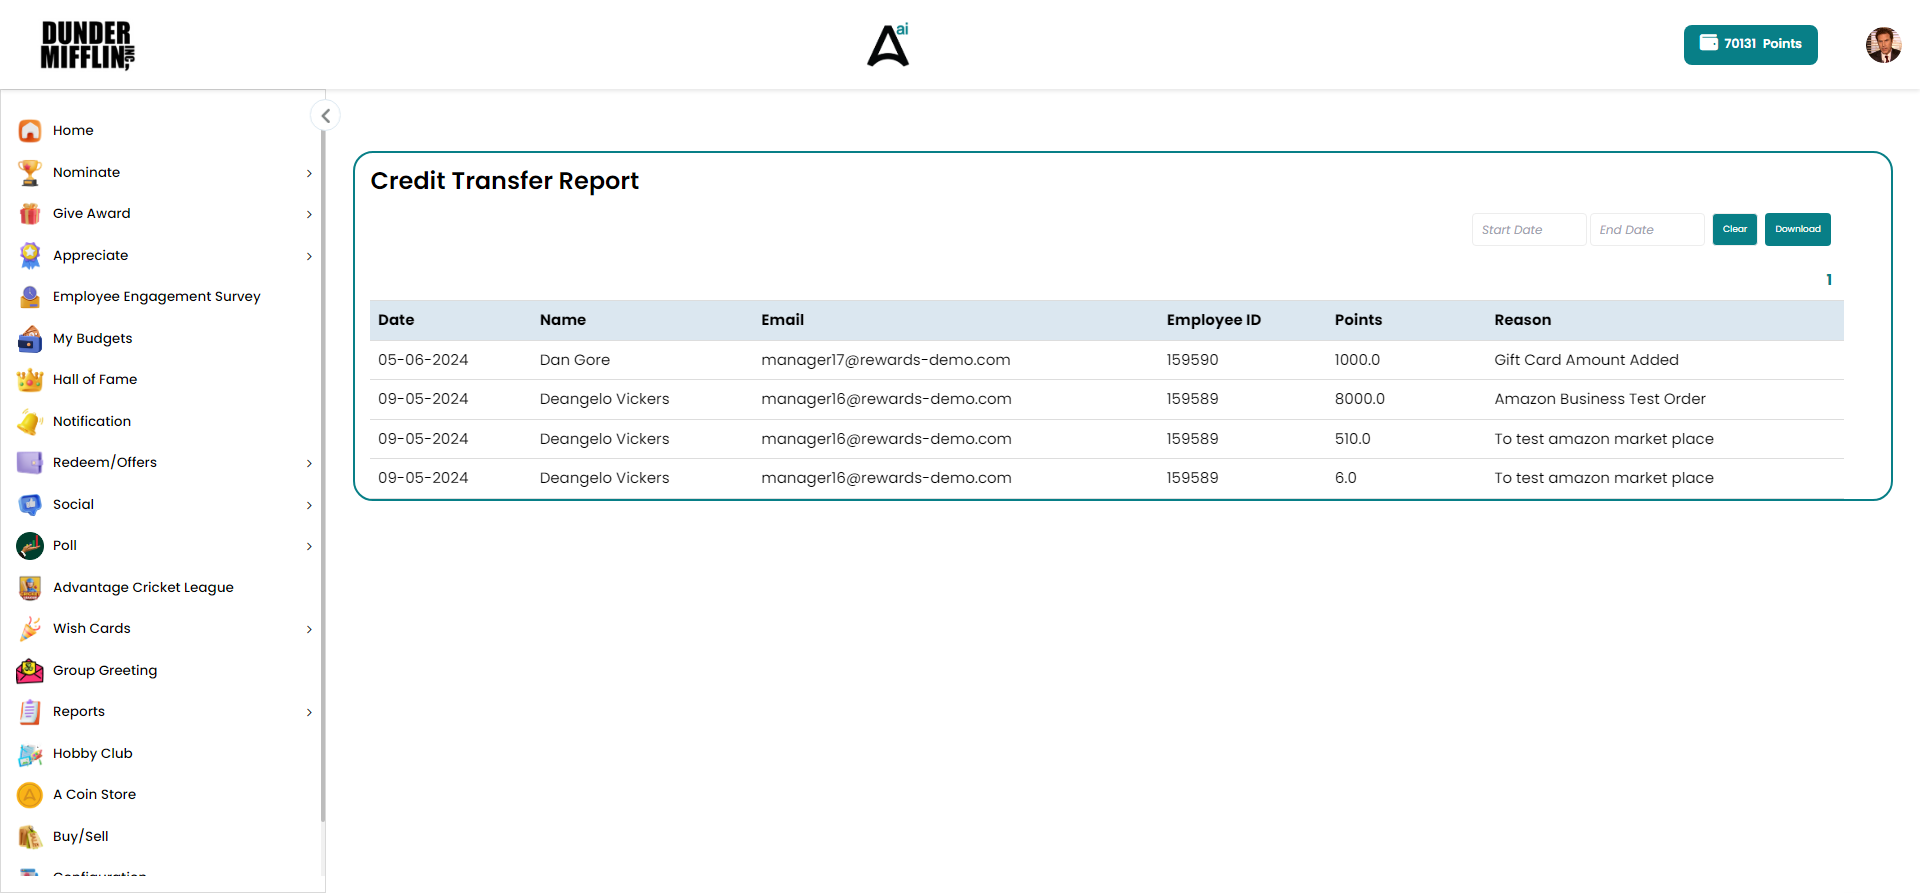 DUNDER
MIFFLIN INC,
ai
70131 Points
Home
Nominate
Give Award
Appreciate
Employee Engagement Survey
My Budgets
Hall of Fame
Notification
Redeem/Offers
Social
Poll
Advantage Cricket League
Wish Cards
Group Greeting
Reports
Hobby Club
A Coin Store
Buy/Sell
Configuration
Credit Transfer Report
Start Date End Date Clear Download
1
Date Name Email Employee ID Points Reason
05-06-2024 Dan Gore manager17@rewards-demo.com 159590 1000.0 Gift Card Amount Added
09-05-2024 Deangelo Vickers manager16@rewards-demo.com 159589 8000.0 Amazon Business Test Order
09-05-2024 Deangelo Vickers manager16@rewards-demo.com 159589 510.0 To test amazon market place
09-05-2024 Deangelo Vickers manager16@rewards-demo.com 159589 6.0 To test amazon market place